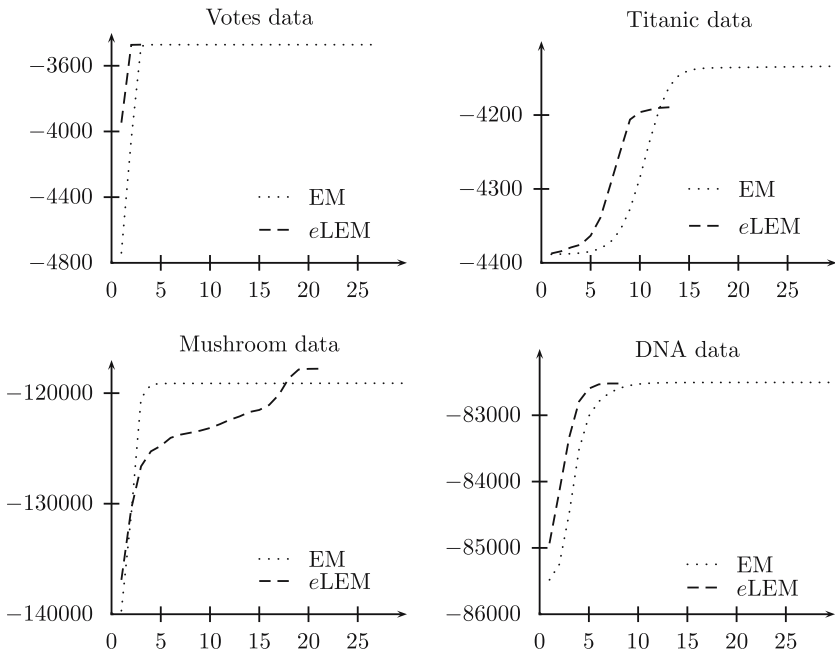 Votes data
−3600
−4000
−4400
−4800
0 5 10 15 20 25
EM
eLEM
Titanic data
−4200
−4300
−4400
0 5 10 15 20 25
EM
eLEM
Mushroom data
−120000
−130000
−140000
0 5 10 15 20 25
EM
eLEM
DNA data
−83000
−84000
−85000
−86000
0 5 10 15 20 25
EM
eLEM